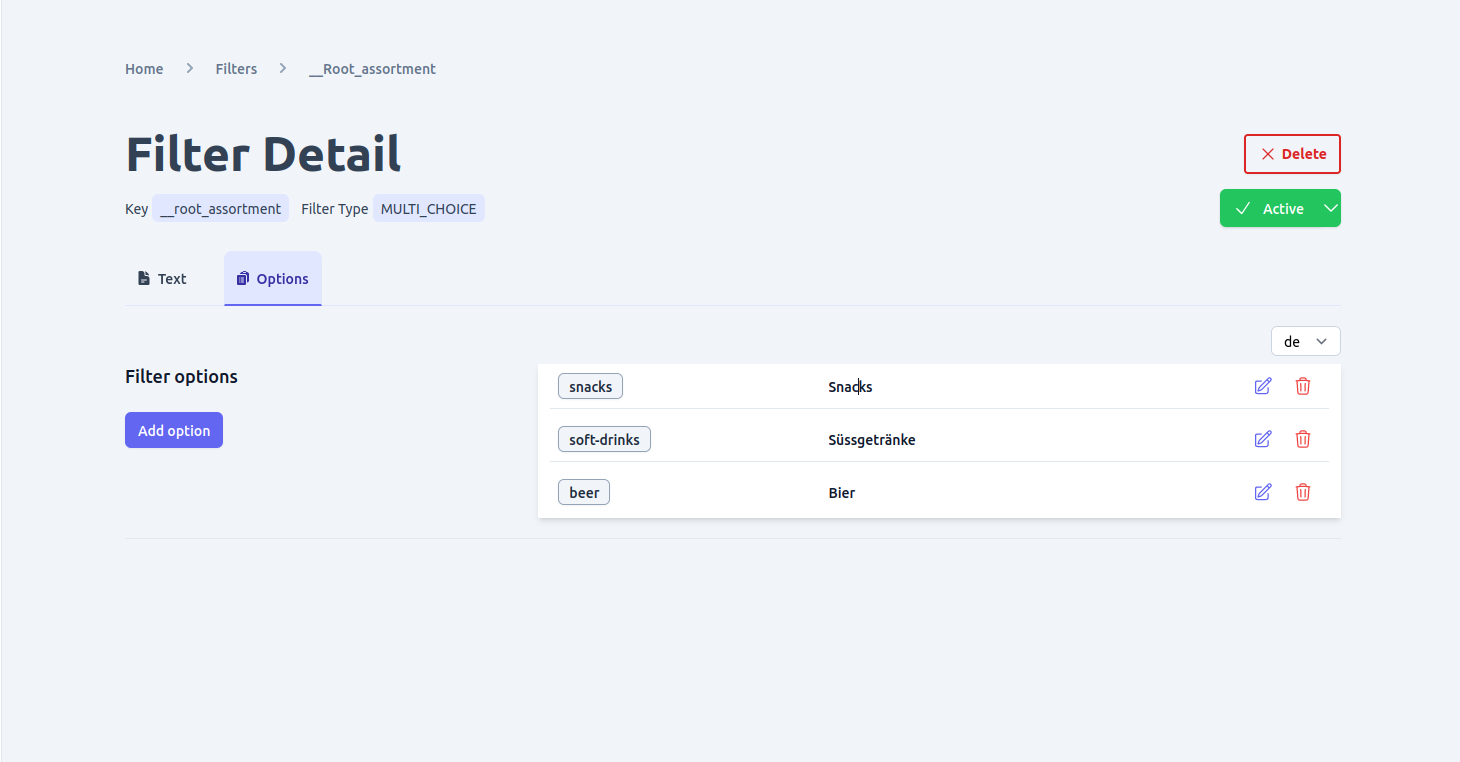 Home > Filters > __Root_assortment
Filter Detail
Delete
Key __root_assortment Filter Type MULTI_CHOICE
Active
Text Options
de
Filter options
Add option
snacks Snacks
soft-drinks Süssgetränke
beer Bier